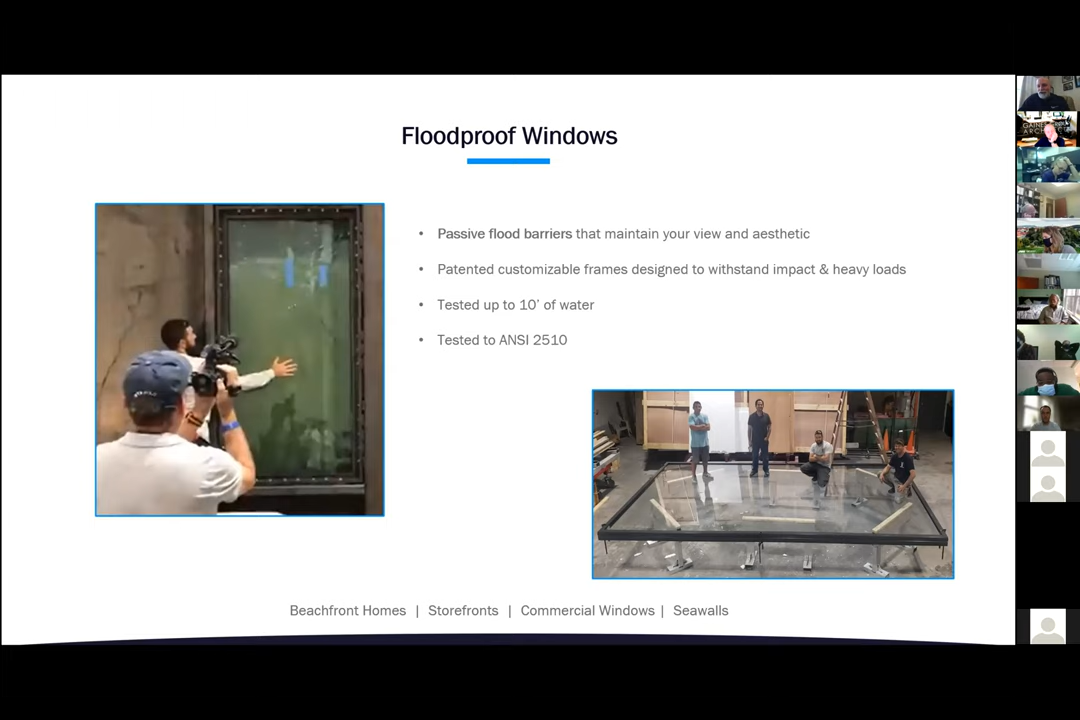 Floodproof Windows
• Passive flood barriers that maintain your view and aesthetic
• Patented customizable frames designed to withstand impact & heavy loads
• Tested up to 10' of water
• Tested to ANSI 2510
Beachfront Homes | Storefronts | Commercial Windows | Seawalls